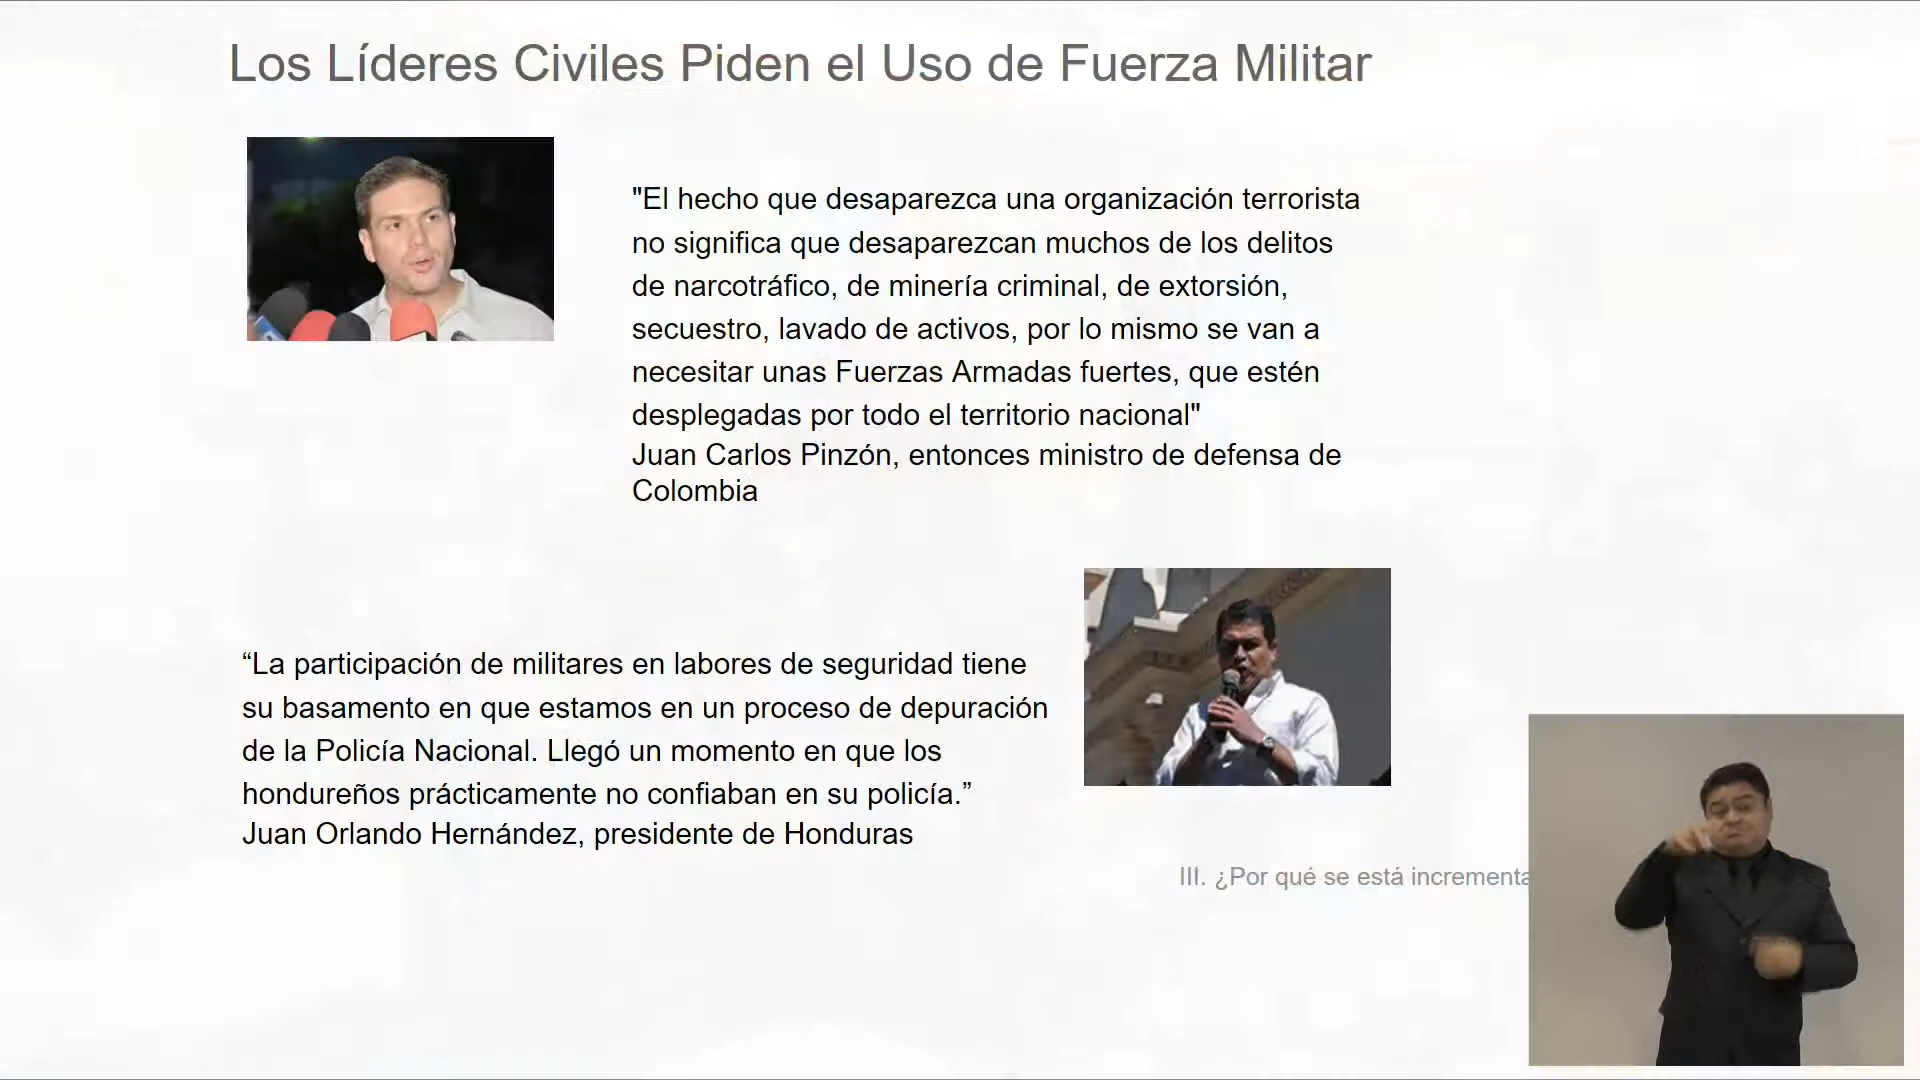 Los Líderes Civiles Piden el Uso de Fuerza Militar
"El hecho que desaparezca una organización terrorista
no significa que desaparezcan muchos de los delitos
de narcotráfico, de minería criminal, de extorsión,
secuestro, lavado de activos, por lo mismo se van a
necesitar unas Fuerzas Armadas fuertes, que estén
desplegadas por todo el territorio nacional"
Juan Carlos Pinzón, entonces ministro de defensa de
Colombia
“La participación de militares en labores de seguridad tiene
su basamento en que estamos en un proceso de depuración
de la Policía Nacional. Llegó un momento en que los
hondureños prácticamente no confiaban en su policía.”
Juan Orlando Hernández, presidente de Honduras
III. ¿Por qué se está